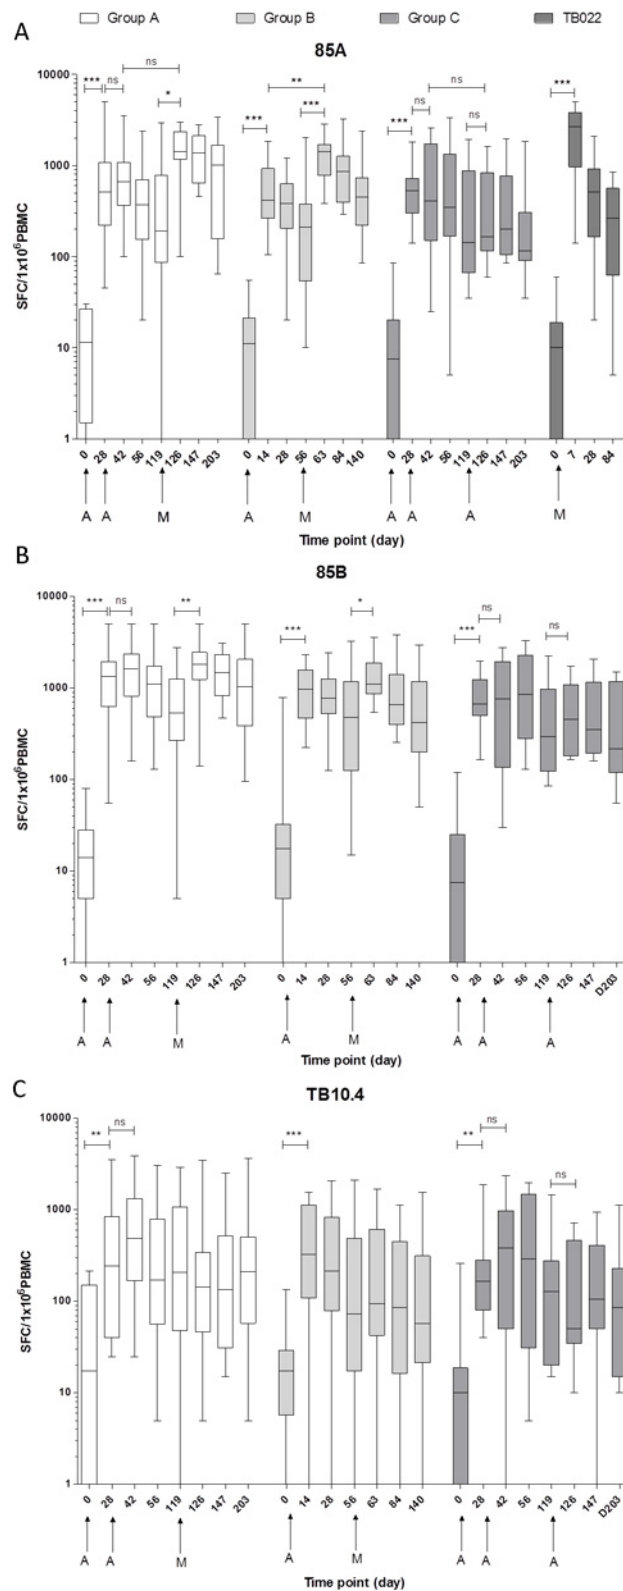 Group A Group B Group C TB022
A
85A
*** ns ns * *** ** *** *** ns ns ns ***
SFC/1x10⁶PBMC
10000
1000
100
10
1
0 28 42 56 119 126 147 203 0 14 28 56 63 84 140 0 28 42 56 119 126 147 203 0 7 28 84
A A M A M A A A M
Time point (day)
B
85B
*** ns ** *** * *** ns ns
SFC/1x10⁶PBMC
10000
1000
100
10
1
0 28 42 56 119 126 147 203 0 14 28 56 63 84 140 0 28 42 56 119 126 147 D203
A A M A M A A A
Time point (day)
C
TB10.4
** ns *** ** ns ns
SFC/1x10⁶PBMC
10000
1000
100
10
1
0 28 42 56 119 126 147 203 0 14 28 56 63 84 140 0 28 42 56 119 126 147 D203
A A M A M A A A
Time point (day)